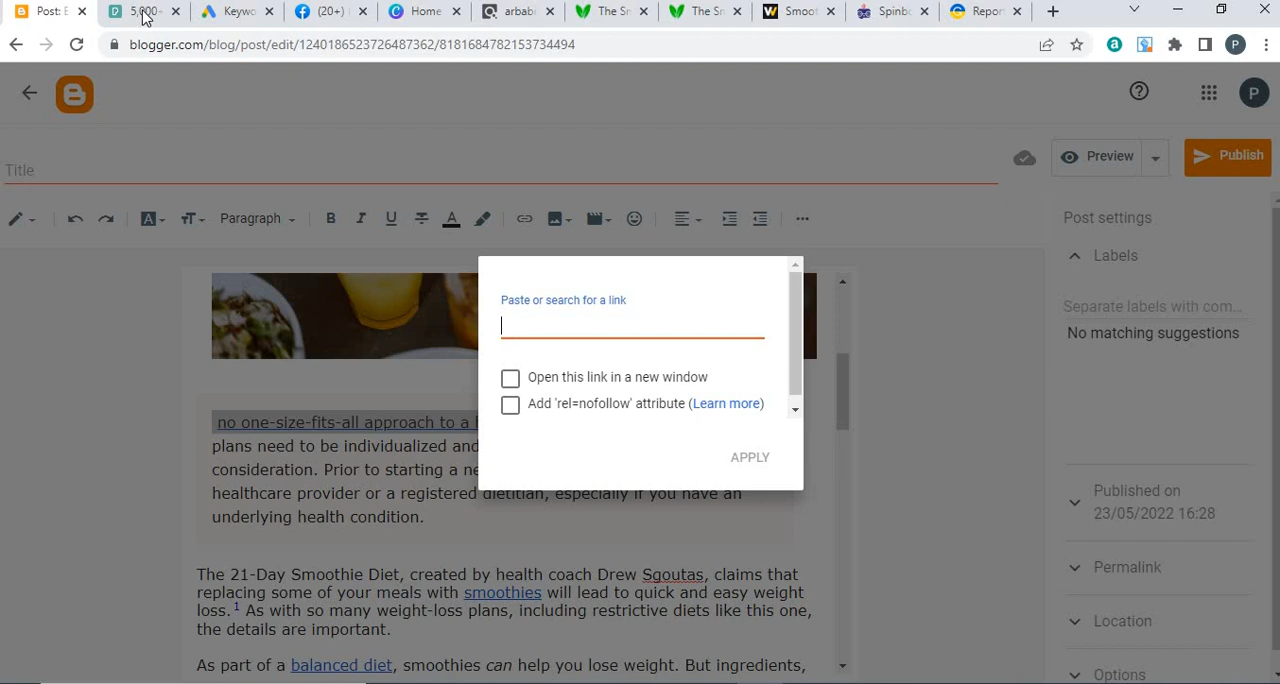 Post: E
5,000+
Keywo
(20+)
Home
arbab
The Sm
The Sm
Smoot
Spinb
Report
blogger.com/blog/post/edit/1240186523726487362/8181684782153734494
P
P
Title
Preview
Publish
Paragraph
B
Post settings
Labels
Separate labels with com...
No matching suggestions
Paste or search for a link
Open this link in a new window
Add 'rel=nofollow' attribute (Learn more)
APPLY
no one-size-fits-all approach to a
plans need to be individualized and
consideration. Prior to starting a ne
healthcare provider or a registered dietitian, especially if you have an
underlying health condition.
Published on
23/05/2022 16:28
Permalink
Location
Options
The 21-Day Smoothie Diet, created by health coach Drew Sgoutas, claims that
replacing some of your meals with smoothies will lead to quick and easy weight
loss.1 As with so many weight-loss plans, including restrictive diets like this one,
the details are important.
As part of a balanced diet, smoothies can help you lose weight. But ingredients,